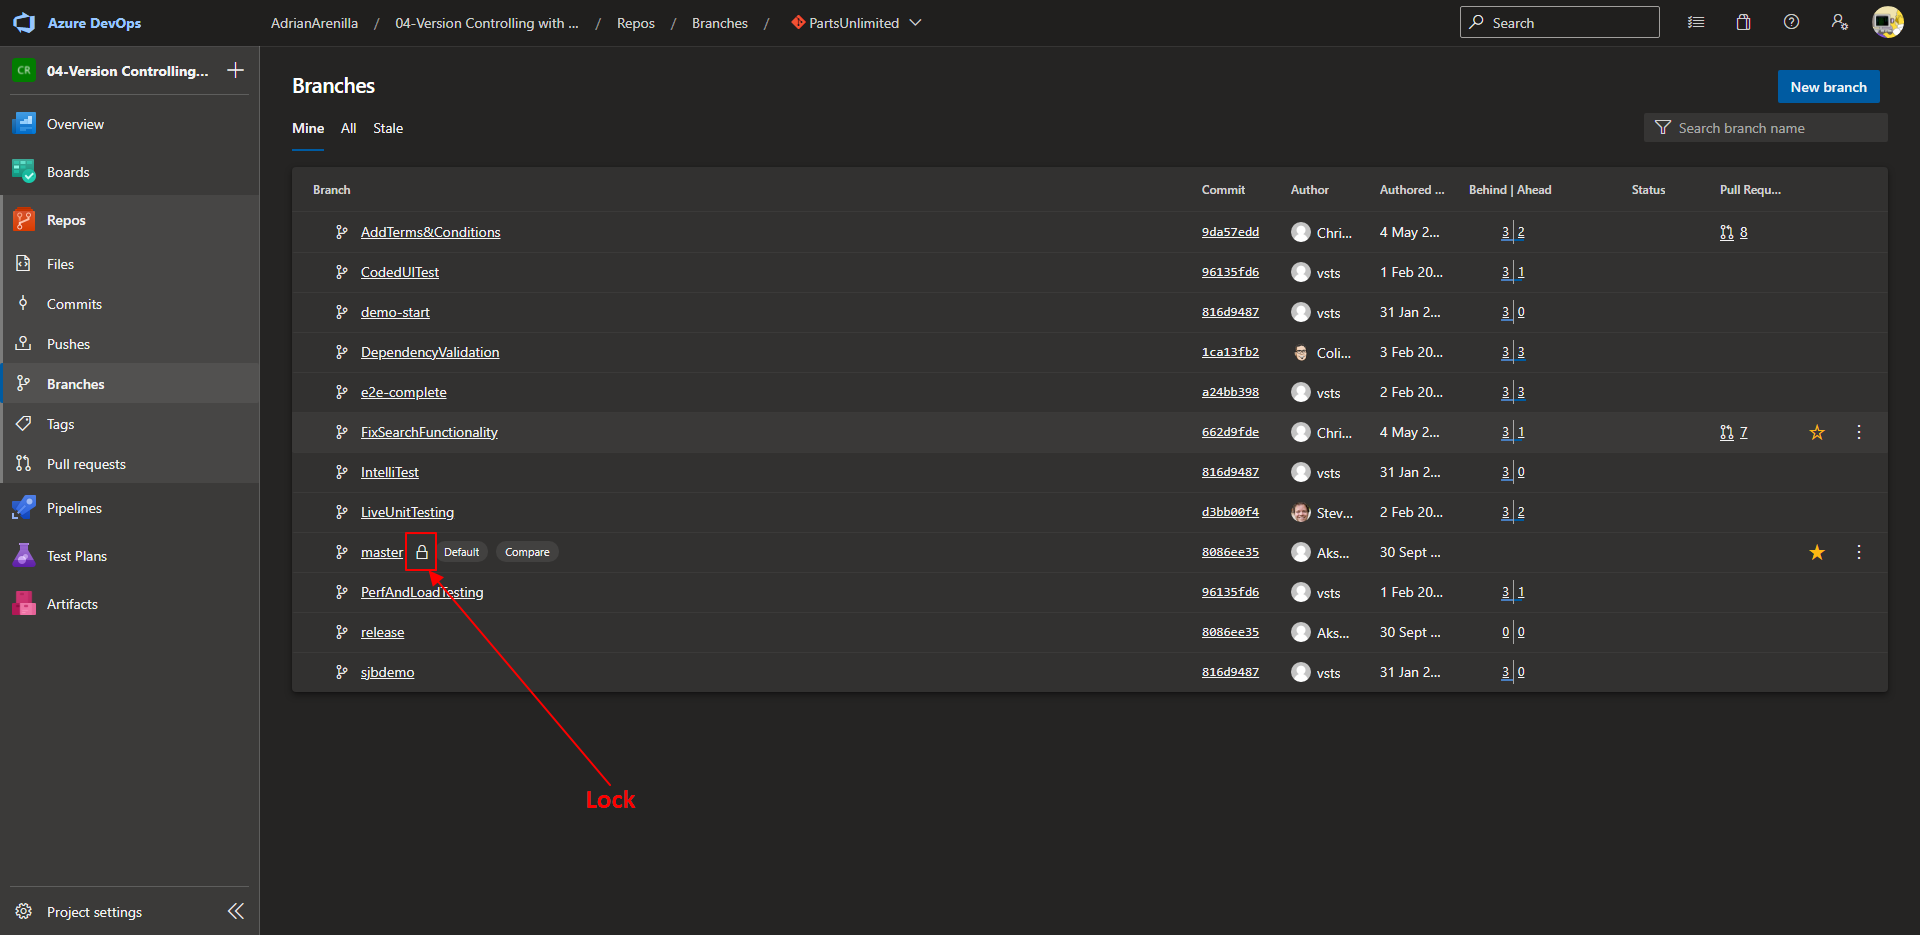 Azure DevOps
AdrianArenilla / 04-Version Controlling with ... / Repos / Branches / PartsUnlimited
Search
CR 04-Version Controlling...
Overview
Boards
Repos
Files
Commits
Pushes
Branches
Tags
Pull requests
Pipelines
Test Plans
Artifacts
Project settings
Branches
New branch
Mine All Stale
Search branch name
Branch Commit Author Authored ... Behind | Ahead Status Pull Requ...
AddTerms&Conditions 9da57edd Chri... 4 May 2... 3 2 8
CodedUITest 96135fd6 vsts 1 Feb 20... 3 1
demo-start 816d9487 vsts 31 Jan 2... 3 0
DependencyValidation 1ca13fb2 Coli... 3 Feb 20... 3 3
e2e-complete a24bb398 vsts 2 Feb 20... 3 3
FixSearchFunctionality 662d9fde Chri... 4 May 2... 3 1 7
IntelliTest 816d9487 vsts 31 Jan 2... 3 0
LiveUnitTesting d3bb00f4 Stev... 2 Feb 20... 3 2
master Default Compare 8086ee35 Aks... 30 Sept ...
PerfAndLoadTesting 96135fd6 vsts 1 Feb 20... 3 1
release 8086ee35 Aks... 30 Sept ... 0 0
sjbdemo 816d9487 vsts 31 Jan 2... 3 0
Lock